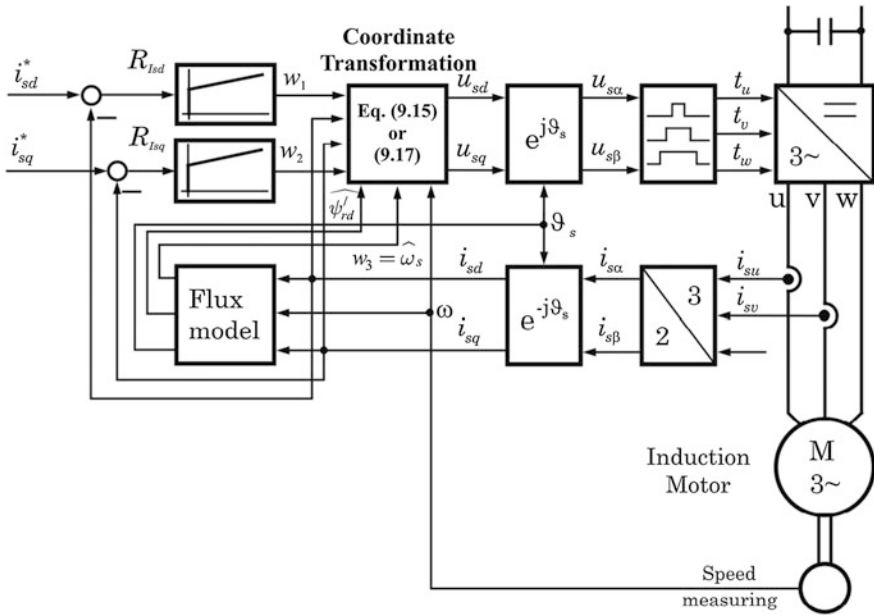 Coordinate
Transformation
i*sd
RIsd
w1
i*sq
RIsq
w2
Eq. (9.15)
or
(9.17)
usd
usq
e^jϑs
usα
usβ
tu
tv
tw
3~
u v w
ψ̂′rd
w3 = ω̂s
ϑs
Flux
model
isd
ω
isq
e^-jϑs
isα
isβ
3
2
isu
isv
M
3~
Induction
Motor
Speed
measuring